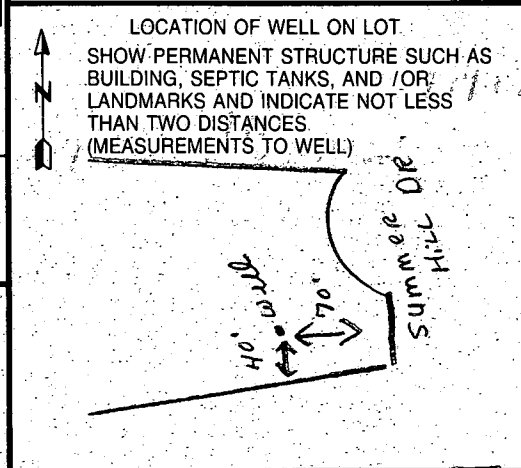 LOCATION OF WELL ON LOT
SHOW PERMANENT STRUCTURE SUCH AS
BUILDING, SEPTIC TANKS, AND /OR
LANDMARKS AND INDICATE NOT LESS
THAN TWO DISTANCES
(MEASUREMENTS TO WELL)
N
SUMMER DR
HILL
well
70'
40'